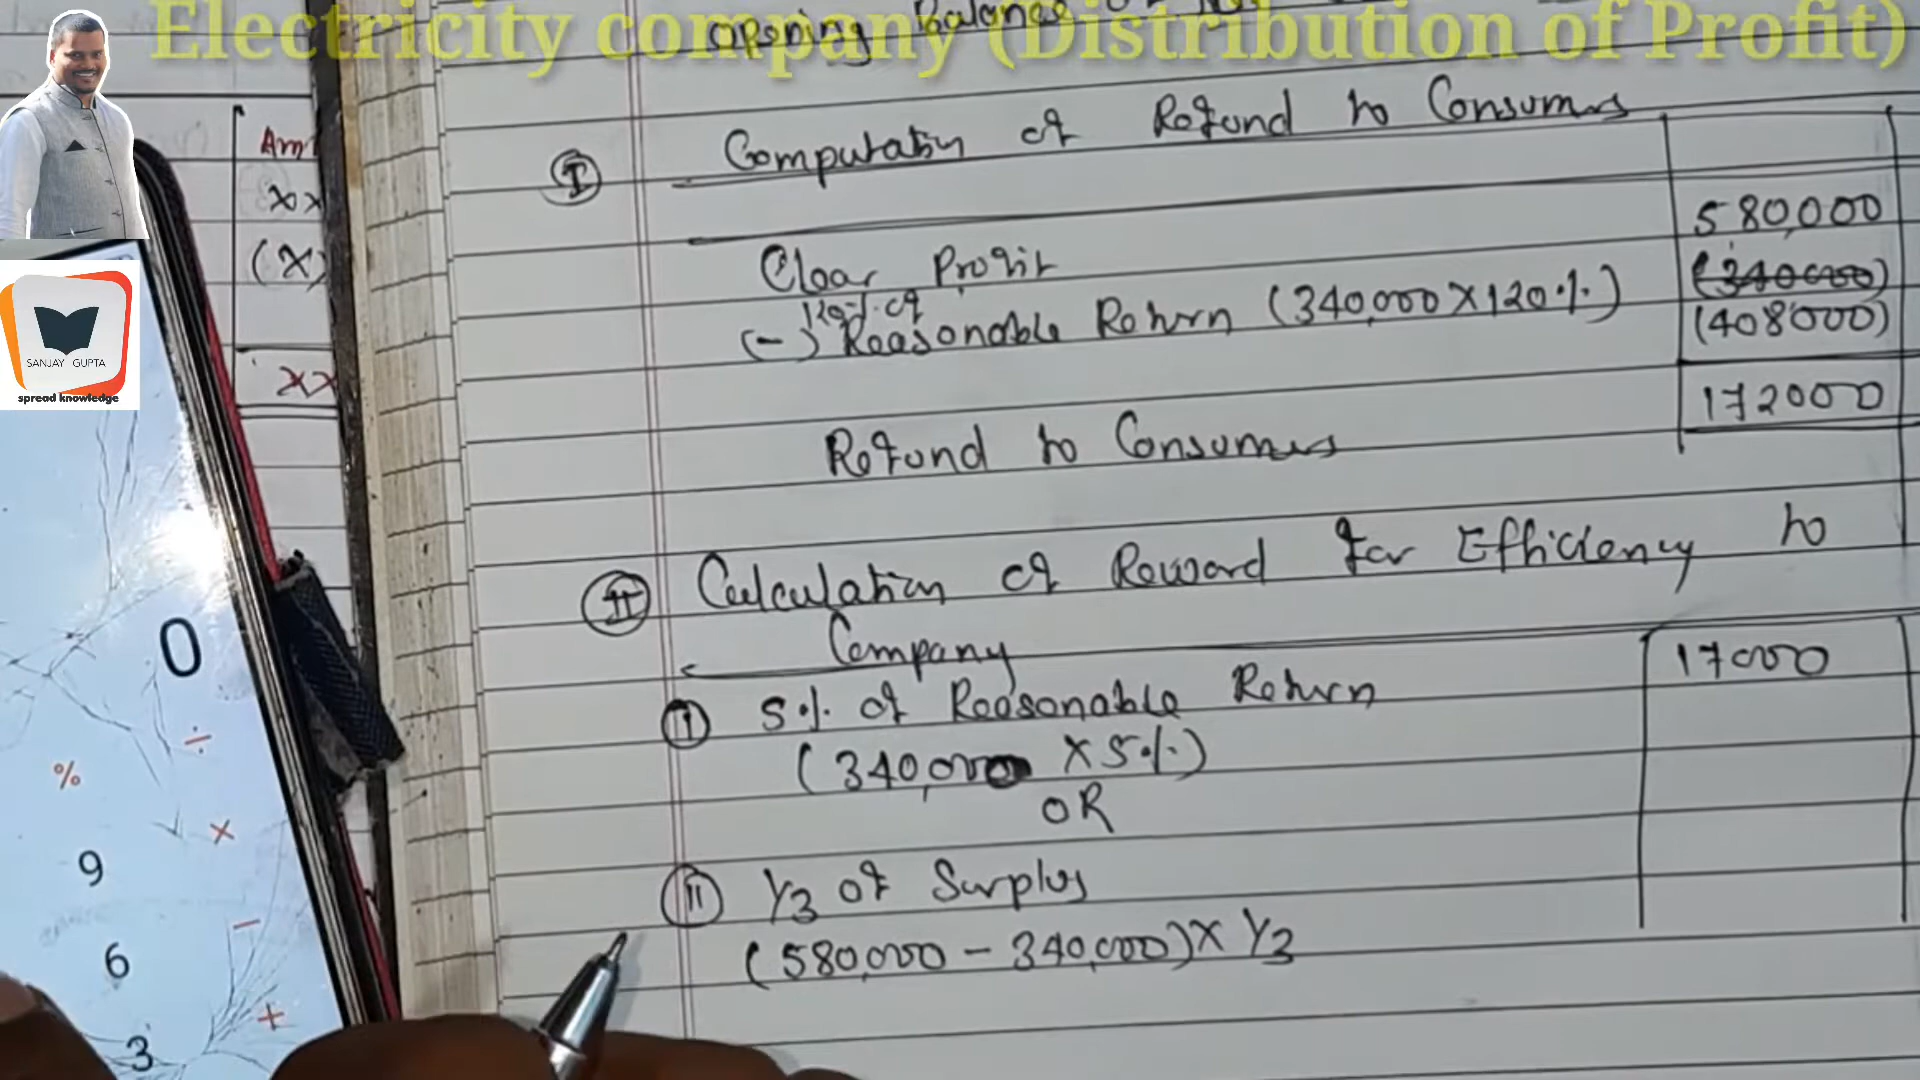 opening Balance
Electricity company (Distribution of Profit)
Amt
xx
(x)
xx
SANJAY GUPTA
spread knowledge
I Computation of Refund to Consumers
Clear Profit 580,000
(340000)
120% of
(-) Reasonable Return (340,000 X 120%) (408000)
Refund to Consumers 172000
II Calculation of Reward for Efficiency to
Company
I 5% of Reasonable Return 17000
(340,000 X 5%)
OR
II 1/3 of Surplus
(580,000 - 340,000) X 1/3
0
÷
%
×
9
-
6
+
3